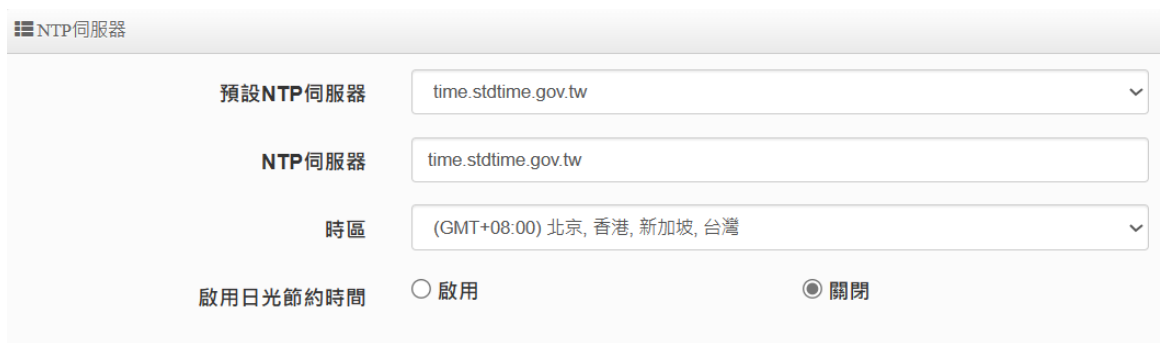 NTP伺服器
預設NTP伺服器 time.stdtime.gov.tw
NTP伺服器 time.stdtime.gov.tw
時區 (GMT+08:00) 北京, 香港, 新加坡, 台灣
啟用日光節約時間 啟用 關閉